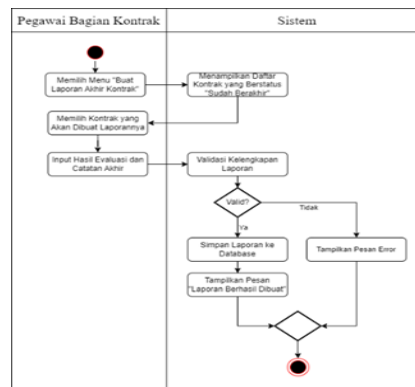 Pegawai Bagian Kontrak
Sistem
Memilih Menu "Buat
Laporan Akhir Kontrak"
Menampilkan Daftar
Kontrak yang Berstatus
"Sudah Berakhir"
Memilih Kontrak yang
Akan Dibuat Laporannya
Input Hasil Evaluasi dan
Catatan Akhir
Validasi Kelengkapan
Laporan
Valid?
Tidak
Ya
Simpan Laporan ke
Database
Tampilkan Pesan Error
Tampilkan Pesan
"Laporan Berhasil Dibuat"